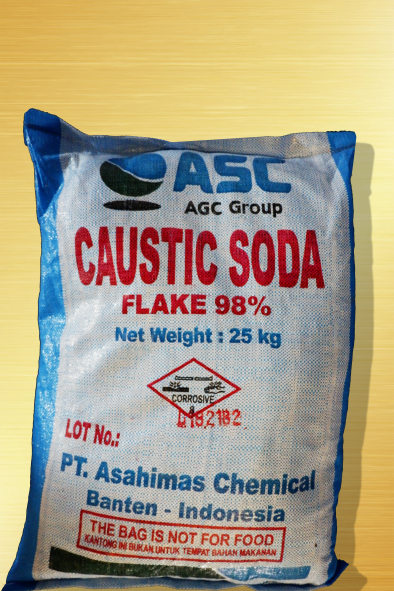 ASC
AGC Group
CAUSTIC SODA
FLAKE 98%
Net Weight : 25 kg
CORROSIVE
8
LOT No.:
PT. Asahimas Chemical
Banten - Indonesia
THE BAG IS NOT FOR FOOD
KANTONG INI BUKAN UNTUK TEMPAT BAHAN MAKANAN